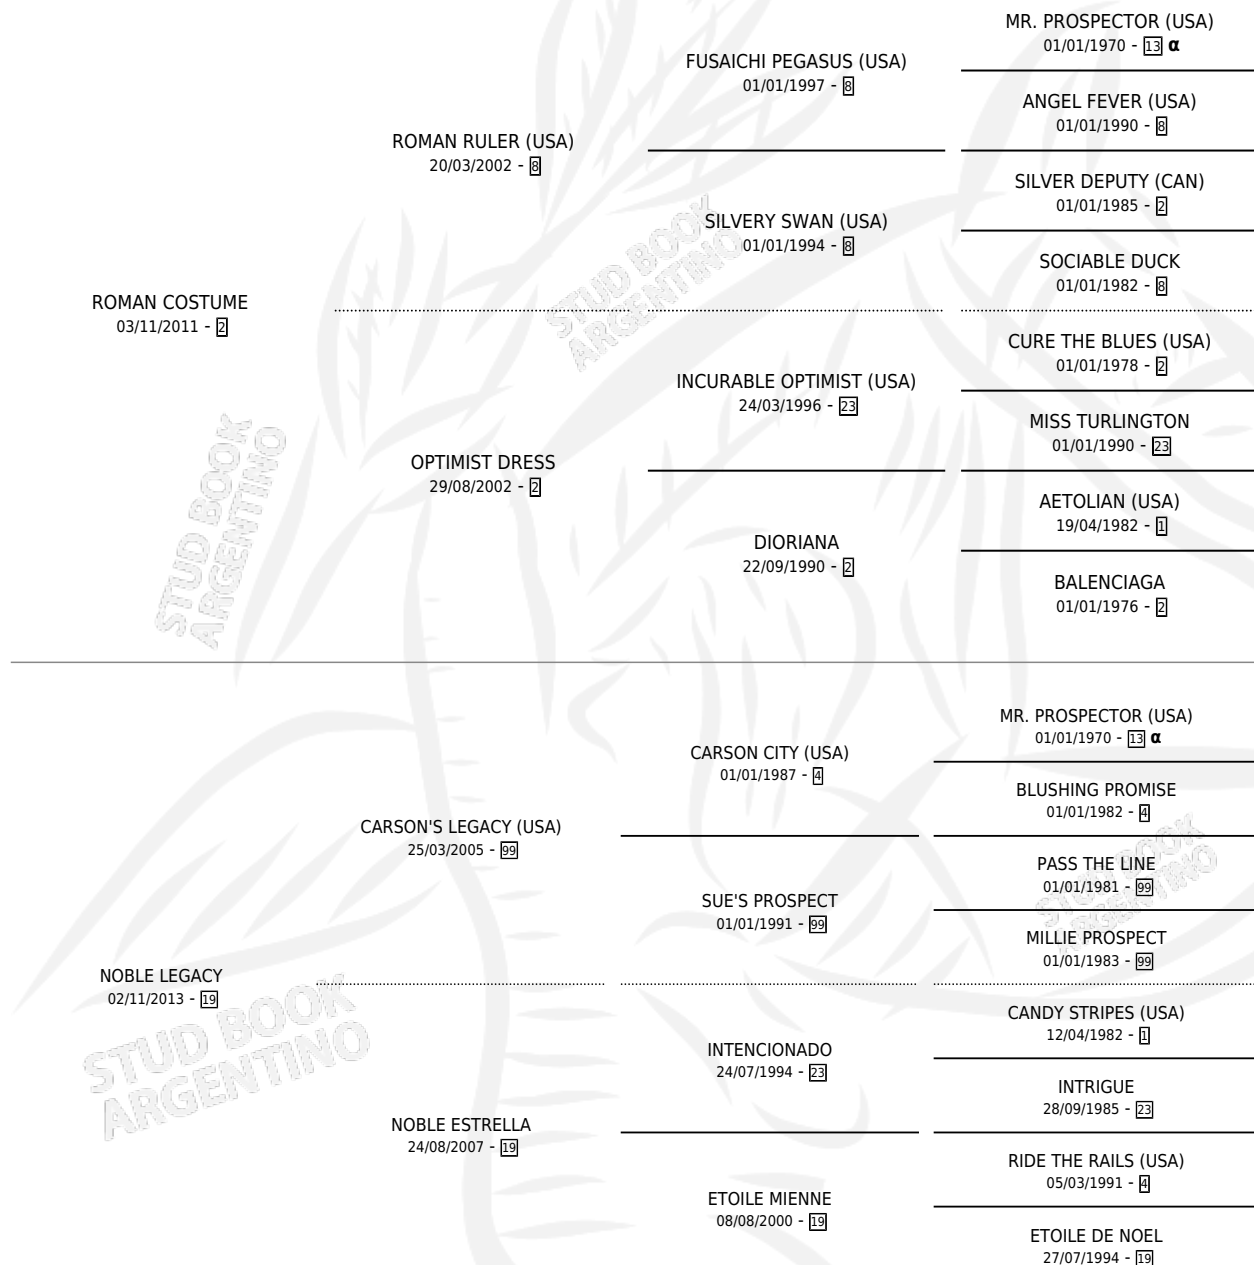 MR. PROSPECTOR (USA)
01/01/1970 - 13 α
FUSAICHI PEGASUS (USA)
01/01/1997 - 8
ANGEL FEVER (USA)
01/01/1990 - 8
ROMAN RULER (USA)
20/03/2002 - 8
SILVER DEPUTY (CAN)
01/01/1985 - 2
SILVERY SWAN (USA)
01/01/1994 - 8
SOCIABLE DUCK
01/01/1982 - 8
ROMAN COSTUME
03/11/2011 - 2
CURE THE BLUES (USA)
01/01/1978 - 2
INCURABLE OPTIMIST (USA)
24/03/1996 - 23
MISS TURLINGTON
01/01/1990 - 23
OPTIMIST DRESS
29/08/2002 - 2
AETOLIAN (USA)
19/04/1982 - 1
DIORIANA
22/09/1990 - 2
BALENCIAGA
01/01/1976 - 2
STUD BOOK
ARGENTINO
STUD BOOK
ARGENTINO
MR. PROSPECTOR (USA)
01/01/1970 - 13 α
CARSON CITY (USA)
01/01/1987 - 4
BLUSHING PROMISE
01/01/1982 - 4
CARSON'S LEGACY (USA)
25/03/2005 - 99
PASS THE LINE
01/01/1981 - 99
SUE'S PROSPECT
01/01/1991 - 99
MILLIE PROSPECT
01/01/1983 - 99
NOBLE LEGACY
02/11/2013 - 19
CANDY STRIPES (USA)
12/04/1982 - 1
INTENCIONADO
24/07/1994 - 23
INTRIGUE
28/09/1985 - 23
NOBLE ESTRELLA
24/08/2007 - 19
RIDE THE RAILS (USA)
05/03/1991 - 4
ETOILE MIENNE
08/08/2000 - 19
ETOILE DE NOEL
27/07/1994 - 19
STUD BOOK
ARGENTINO
STUD BOOK
ARGENTINO